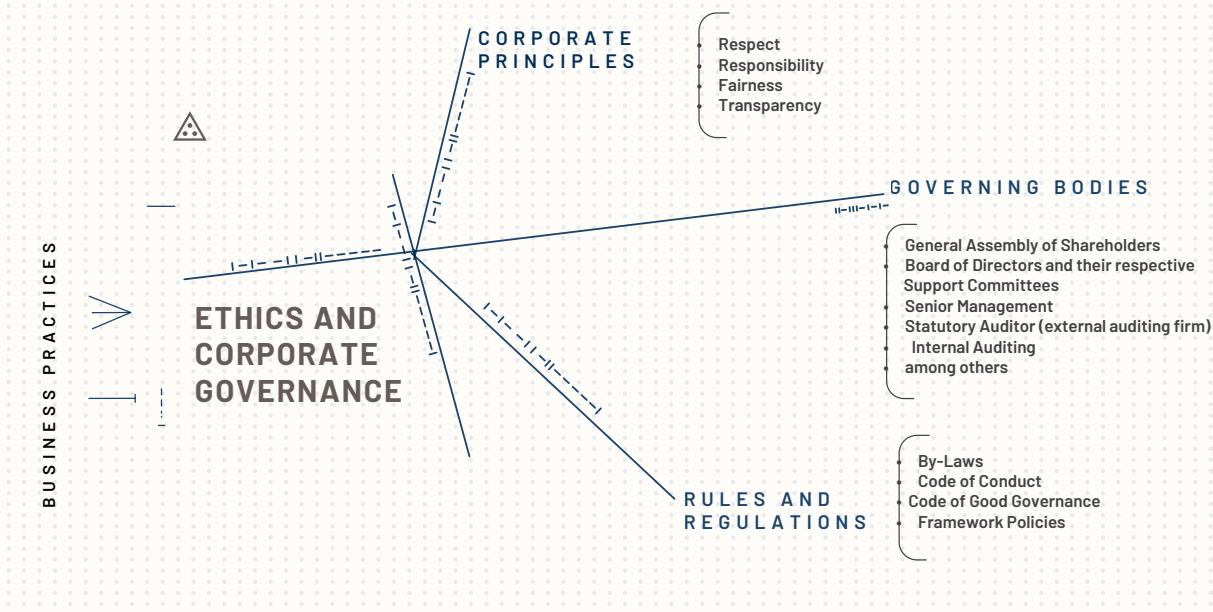 BUSINESS PRACTICES
ETHICS AND
CORPORATE
GOVERNANCE
CORPORATE
PRINCIPLES
Respect
Responsibility
Fairness
Transparency
GOVERNING BODIES
General Assembly of Shareholders
Board of Directors and their respective
Support Committees
Senior Management
Statutory Auditor (external auditing firm)
Internal Auditing
among others
RULES AND
REGULATIONS
By-Laws
Code of Conduct
Code of Good Governance
Framework Policies